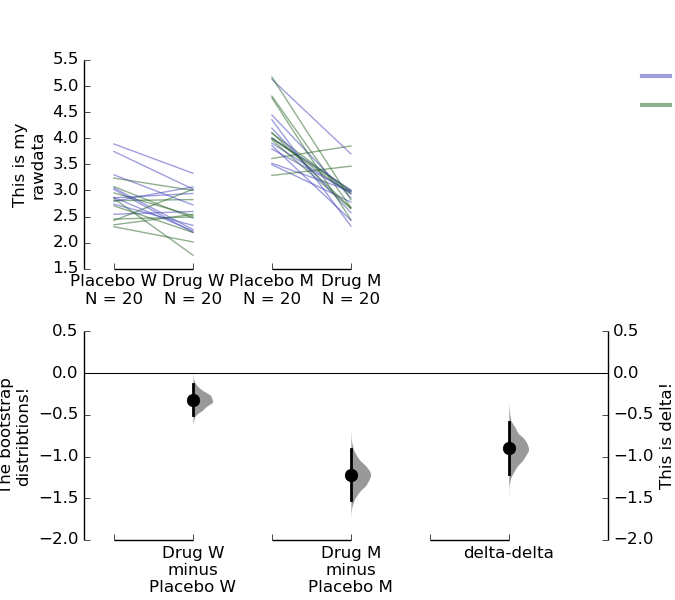 5.5
5.0
4.5
4.0
3.5
3.0
2.5
2.0
1.5
This is my
rawdata
Placebo W
N = 20
Drug W
N = 20
Placebo M
N = 20
Drug M
N = 20
0.5
0.0
−0.5
−1.0
−1.5
−2.0
The bootstrap
distribtions!
0.5
0.0
−0.5
−1.0
−1.5
−2.0
This is delta!
Drug W
minus
Placebo W
Drug M
minus
Placebo M
delta-delta